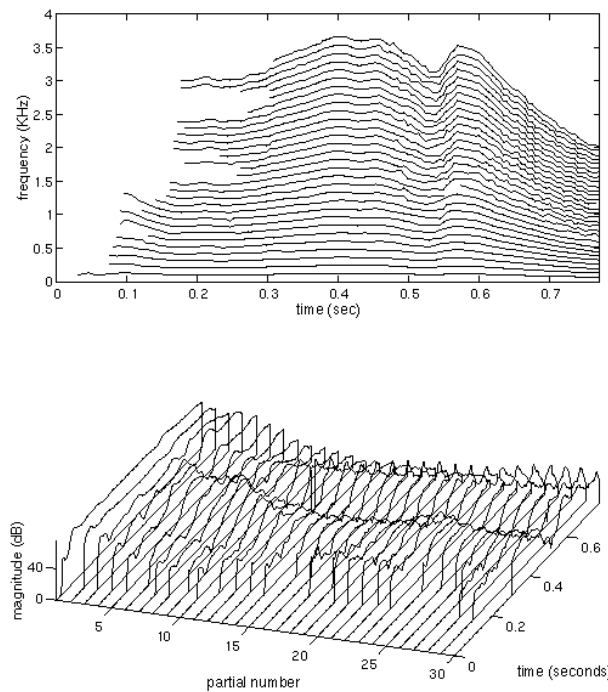 4
3.5
3
2.5
2
1.5
1
0.5
0
frequency (KHz)
0 0.1 0.2 0.3 0.4 0.5 0.6 0.7
time (sec)
magnitude (dB)
40
0
5 10 15 20 25 30
partial number
0 0.2 0.4 0.6
time (seconds)